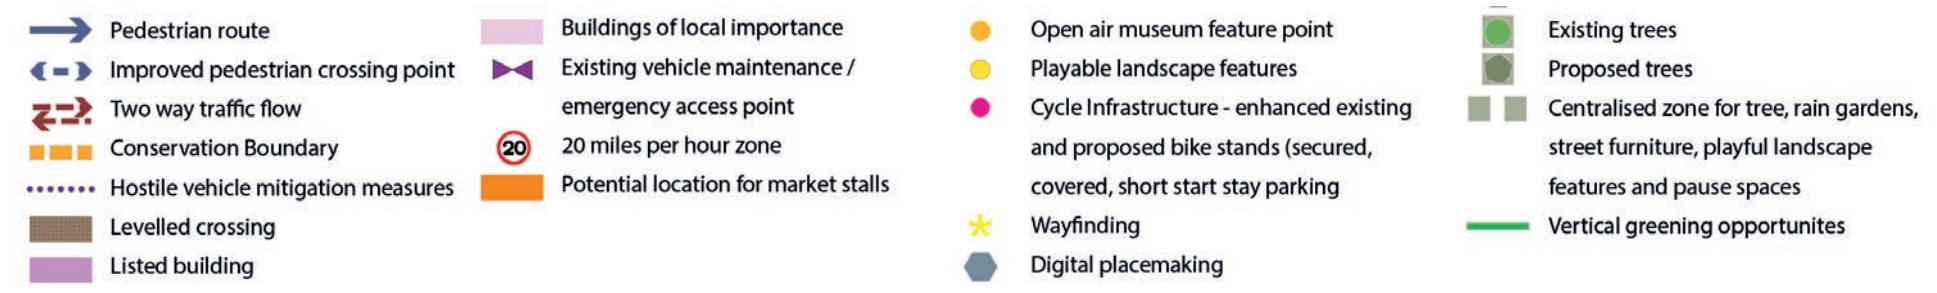 Pedestrian route
Improved pedestrian crossing point
Two way traffic flow
Conservation Boundary
Hostile vehicle mitigation measures
Levelled crossing
Listed building
Buildings of local importance
Existing vehicle maintenance /
emergency access point
20
20 miles per hour zone
Potential location for market stalls
Open air museum feature point
Playable landscape features
Cycle Infrastructure - enhanced existing
and proposed bike stands (secured,
covered, short start stay parking
Wayfinding
Digital placemaking
Existing trees
Proposed trees
Centralised zone for tree, rain gardens,
street furniture, playful landscape
features and pause spaces
Vertical greening opportunites